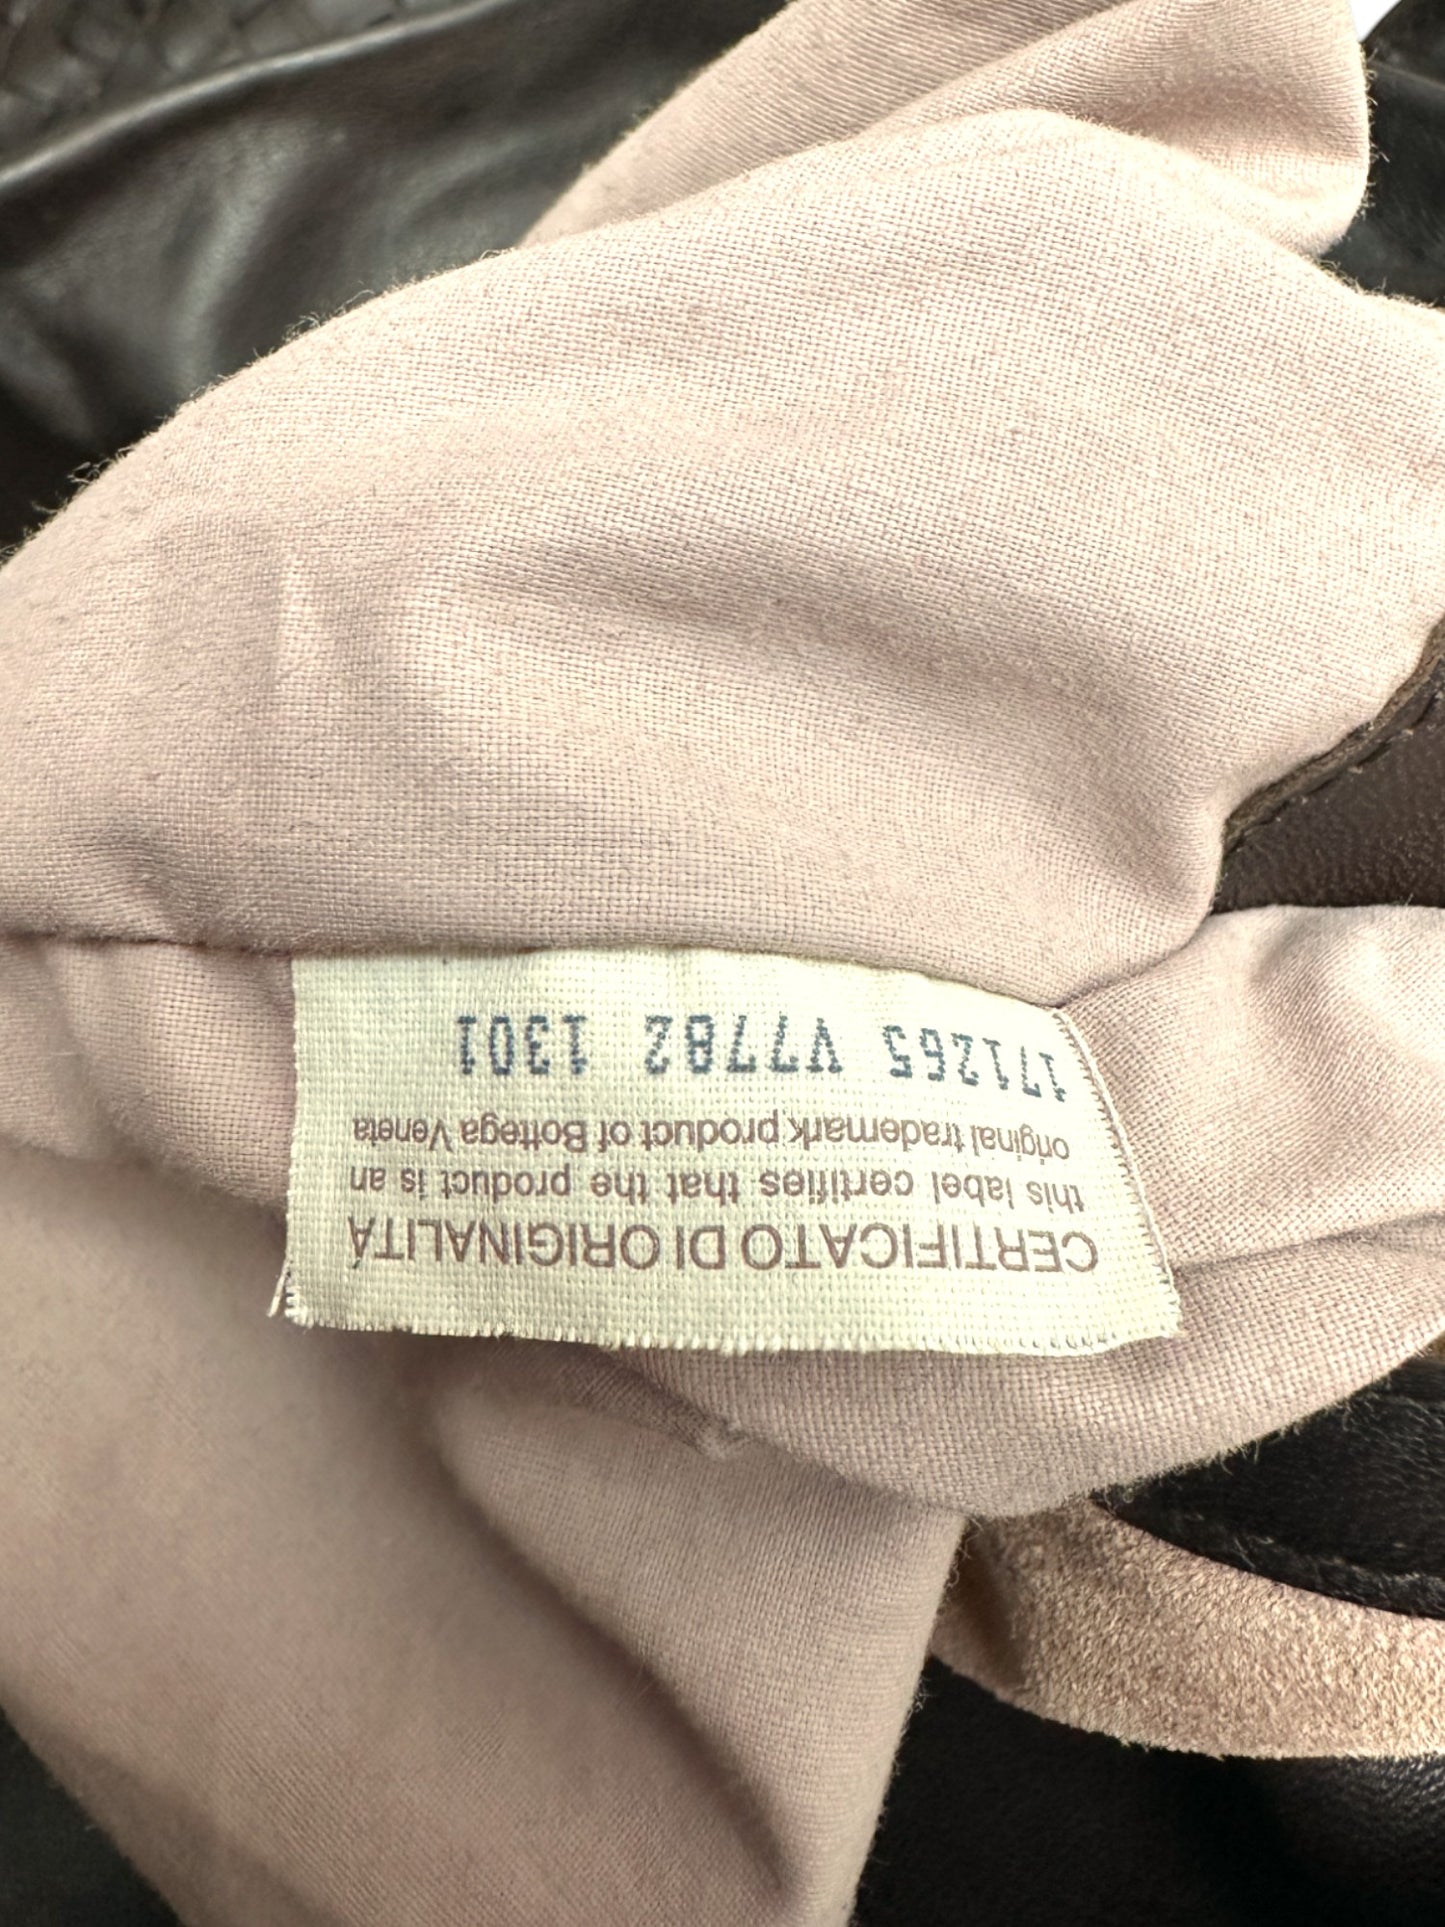 CERTIFICATO DI ORIGINALITÁ
this label certifies that the product is an
original trademark product of Bottega Veneta
171265 V7782 1301